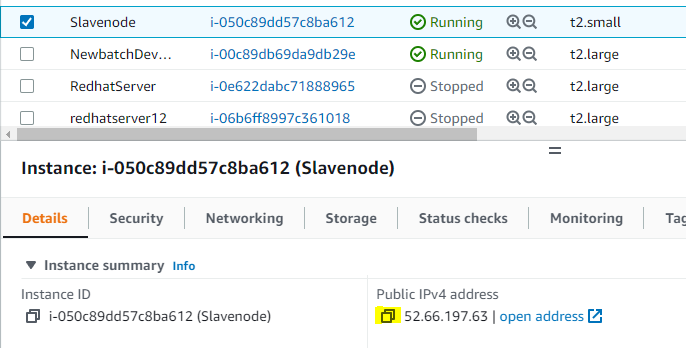 Slavenode i-050c89dd57c8ba612 Running t2.small
NewbatchDev... i-00c89db69da9db29e Running t2.large
RedhatServer i-0e622dabc71888965 Stopped t2.large
redhatserver12 i-06b6ff8997c361018 Stopped t2.large
Instance: i-050c89dd57c8ba612 (Slavenode)
Details Security Networking Storage Status checks Monitoring Tag
Instance summary Info
Instance ID Public IPv4 address
i-050c89dd57c8ba612 (Slavenode) 52.66.197.63 | open address